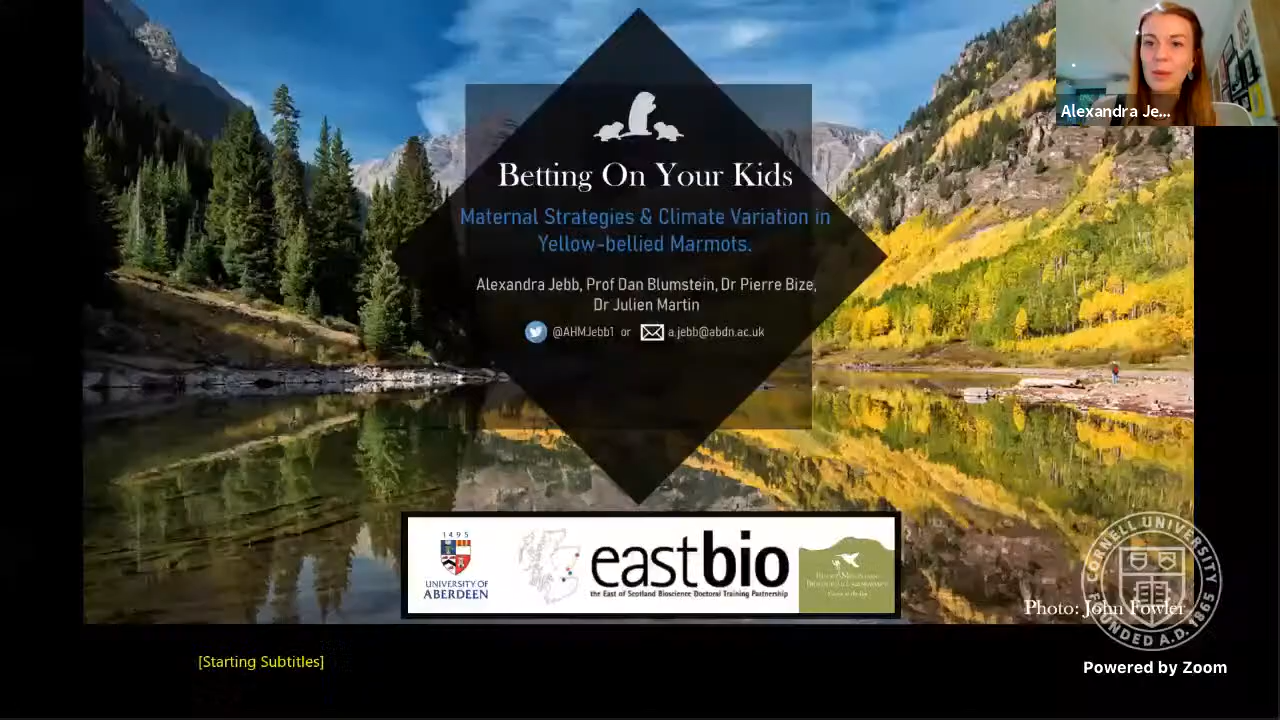 Alexandra Je...
Betting On Your Kids
Maternal Strategies & Climate Variation in
Yellow-bellied Marmots.
Alexandra Jebb, Prof Dan Blumstein, Dr Pierre Bize,
Dr Julien Martin
@AHMJebb1 or a.jebb@abdn.ac.uk
1495
UNIVERSITY OF
ABERDEEN
eastbio
the East of Scotland Bioscience Doctoral Training Partnership
Photo: John Fowler
CORNELL UNIVERSITY
FOUNDED A.D. 1865
[Starting Subtitles]
Powered by Zoom